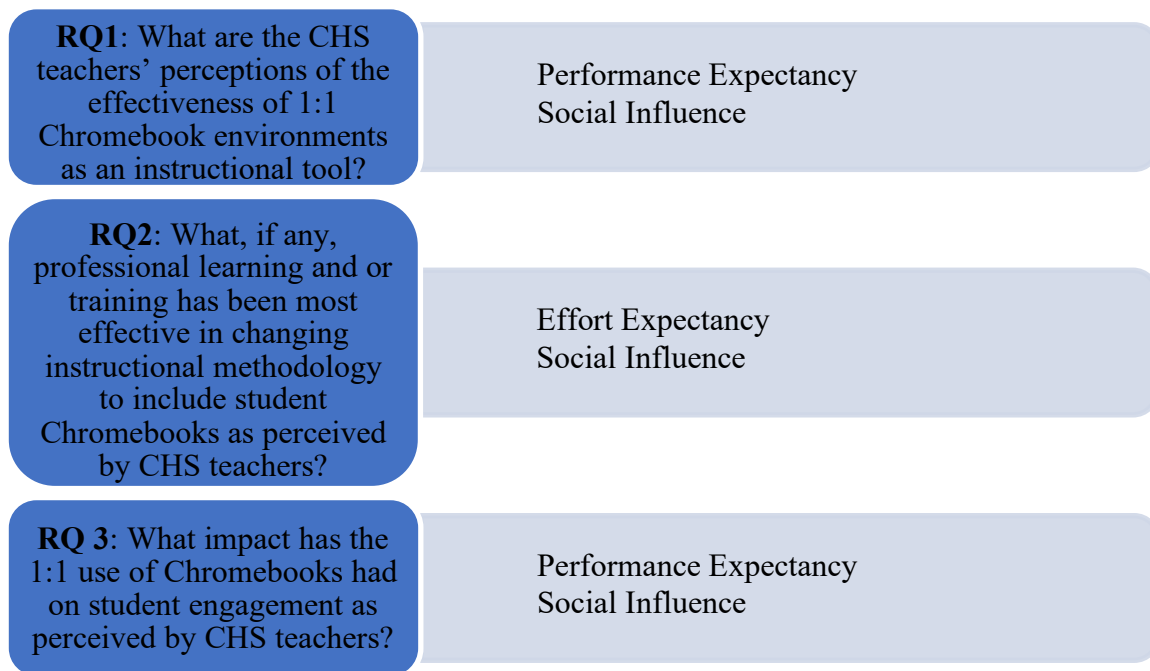 RQ1: What are the CHS
teachers’ perceptions of the
effectiveness of 1:1
Chromebook environments
as an instructional tool?
Performance Expectancy
Social Influence
RQ2: What, if any,
professional learning and or
training has been most
effective in changing
instructional methodology
to include student
Chromebooks as perceived
by CHS teachers?
Effort Expectancy
Social Influence
RQ 3: What impact has the
1:1 use of Chromebooks had
on student engagement as
perceived by CHS teachers?
Performance Expectancy
Social Influence